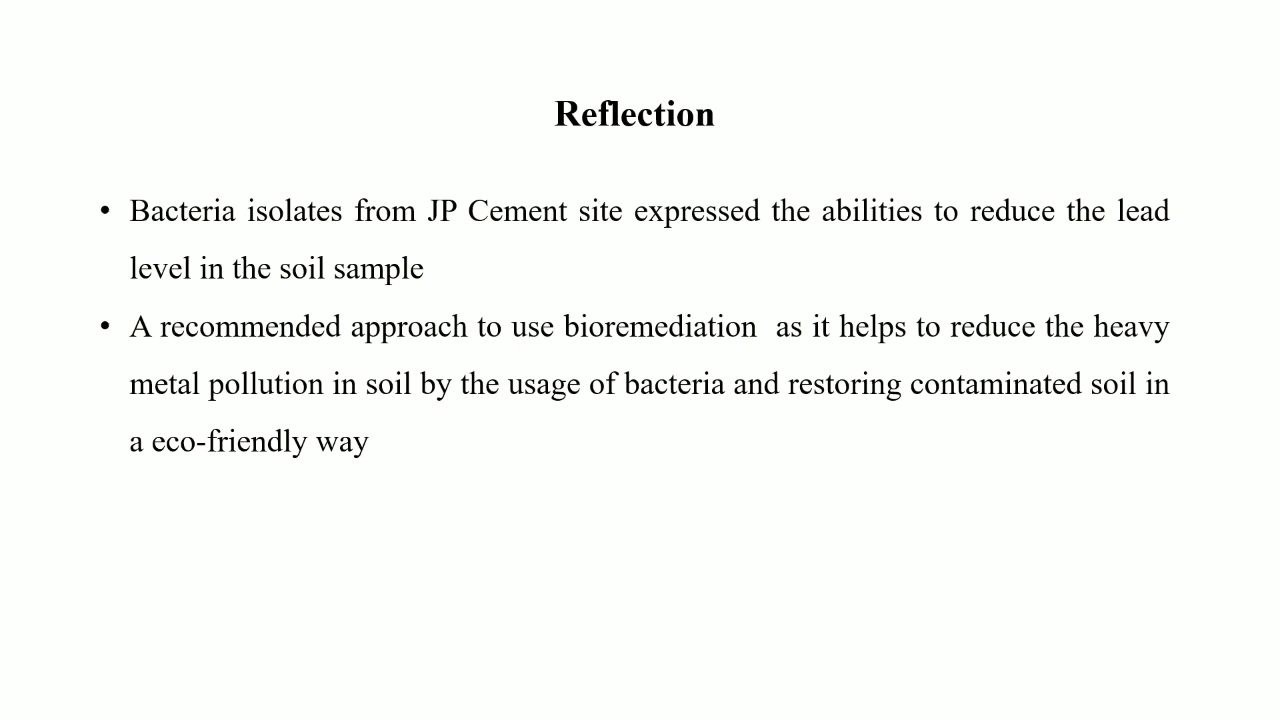 Reflection
• Bacteria isolates from JP Cement site expressed the abilities to reduce the lead
level in the soil sample
• A recommended approach to use bioremediation  as it helps to reduce the heavy
metal pollution in soil by the usage of bacteria and restoring contaminated soil in
a eco-friendly way